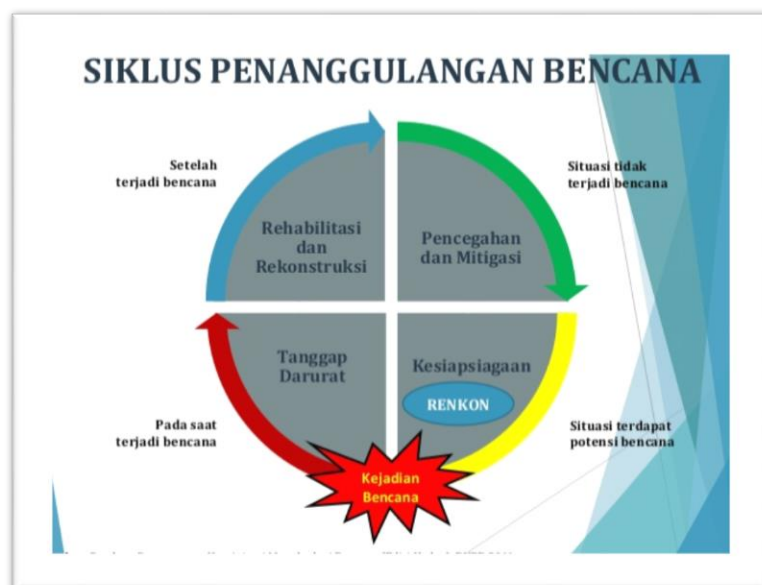 SIKLUS PENANGGULANGAN BENCANA
Setelah
terjadi bencana
Situasi tidak
terjadi bencana
Rehabilitasi
dan
Rekonstruksi
Pencegahan
dan Mitigasi
Tanggap
Darurat
Kesiapsiagaan
RENKON
Pada saat
terjadi bencana
Situasi terdapat
potensi bencana
Kejadian
Bencana